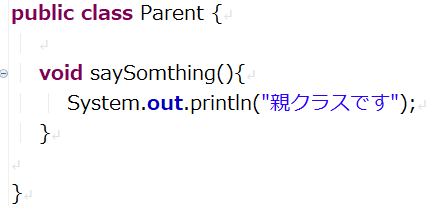 public class Parent {
void saySomthing(){
System.out.println("親クラスです");
}
}